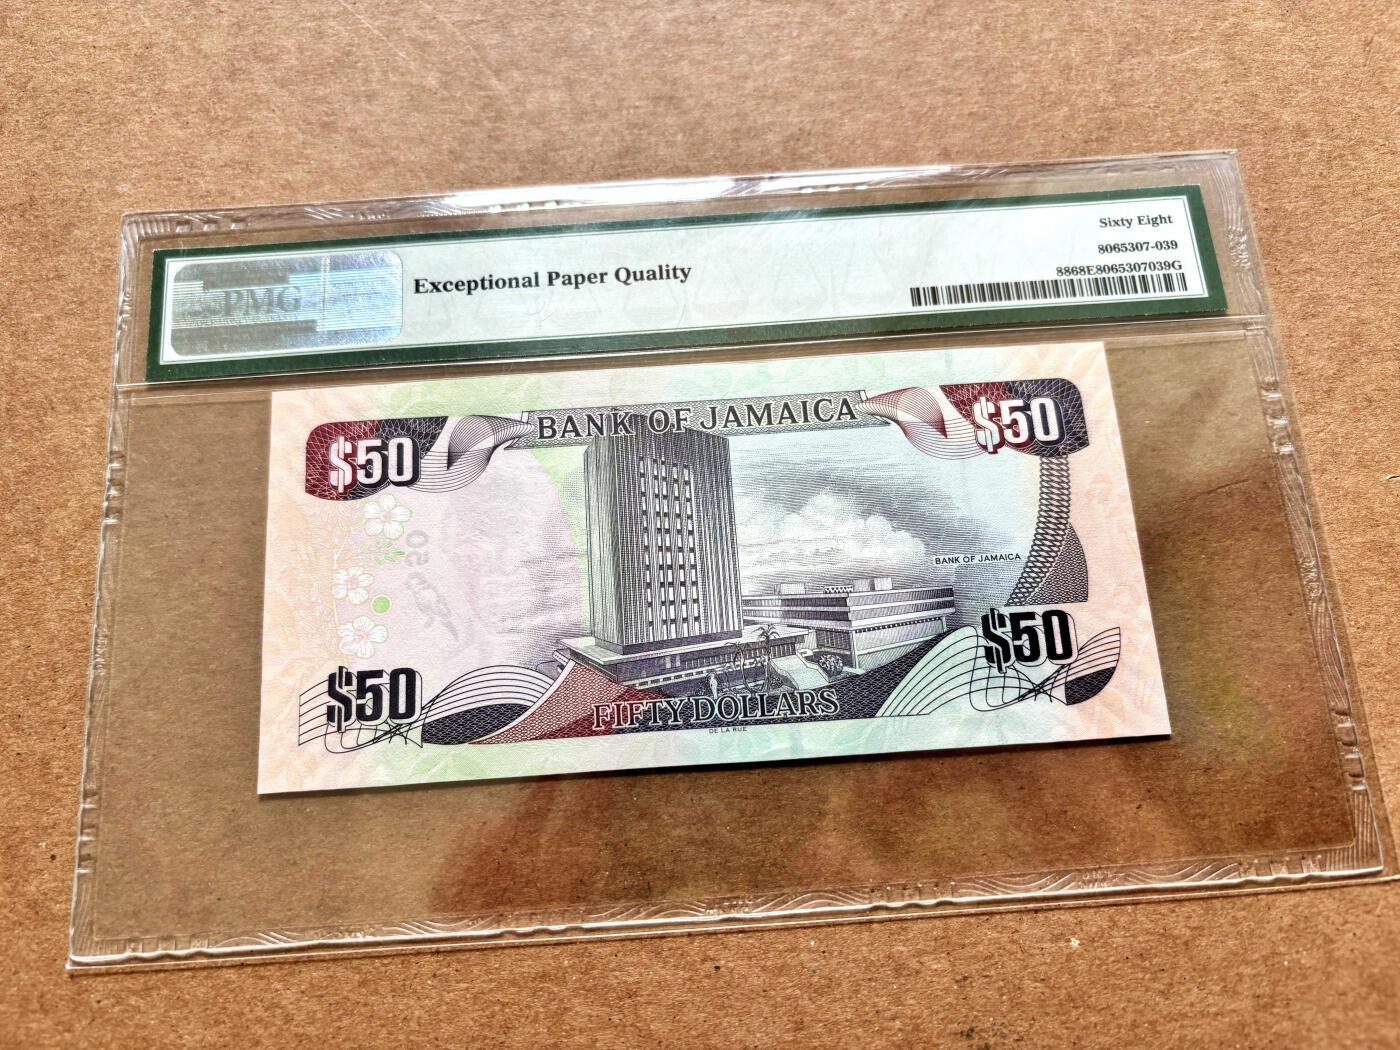 Sixty Eight
8065307-039
8868E8065307039G
PMG
Exceptional Paper Quality
BANK OF JAMAICA
$50
$50
BANK OF JAMAICA
$50
$50
FIFTY DOLLARS
DE LA RUE